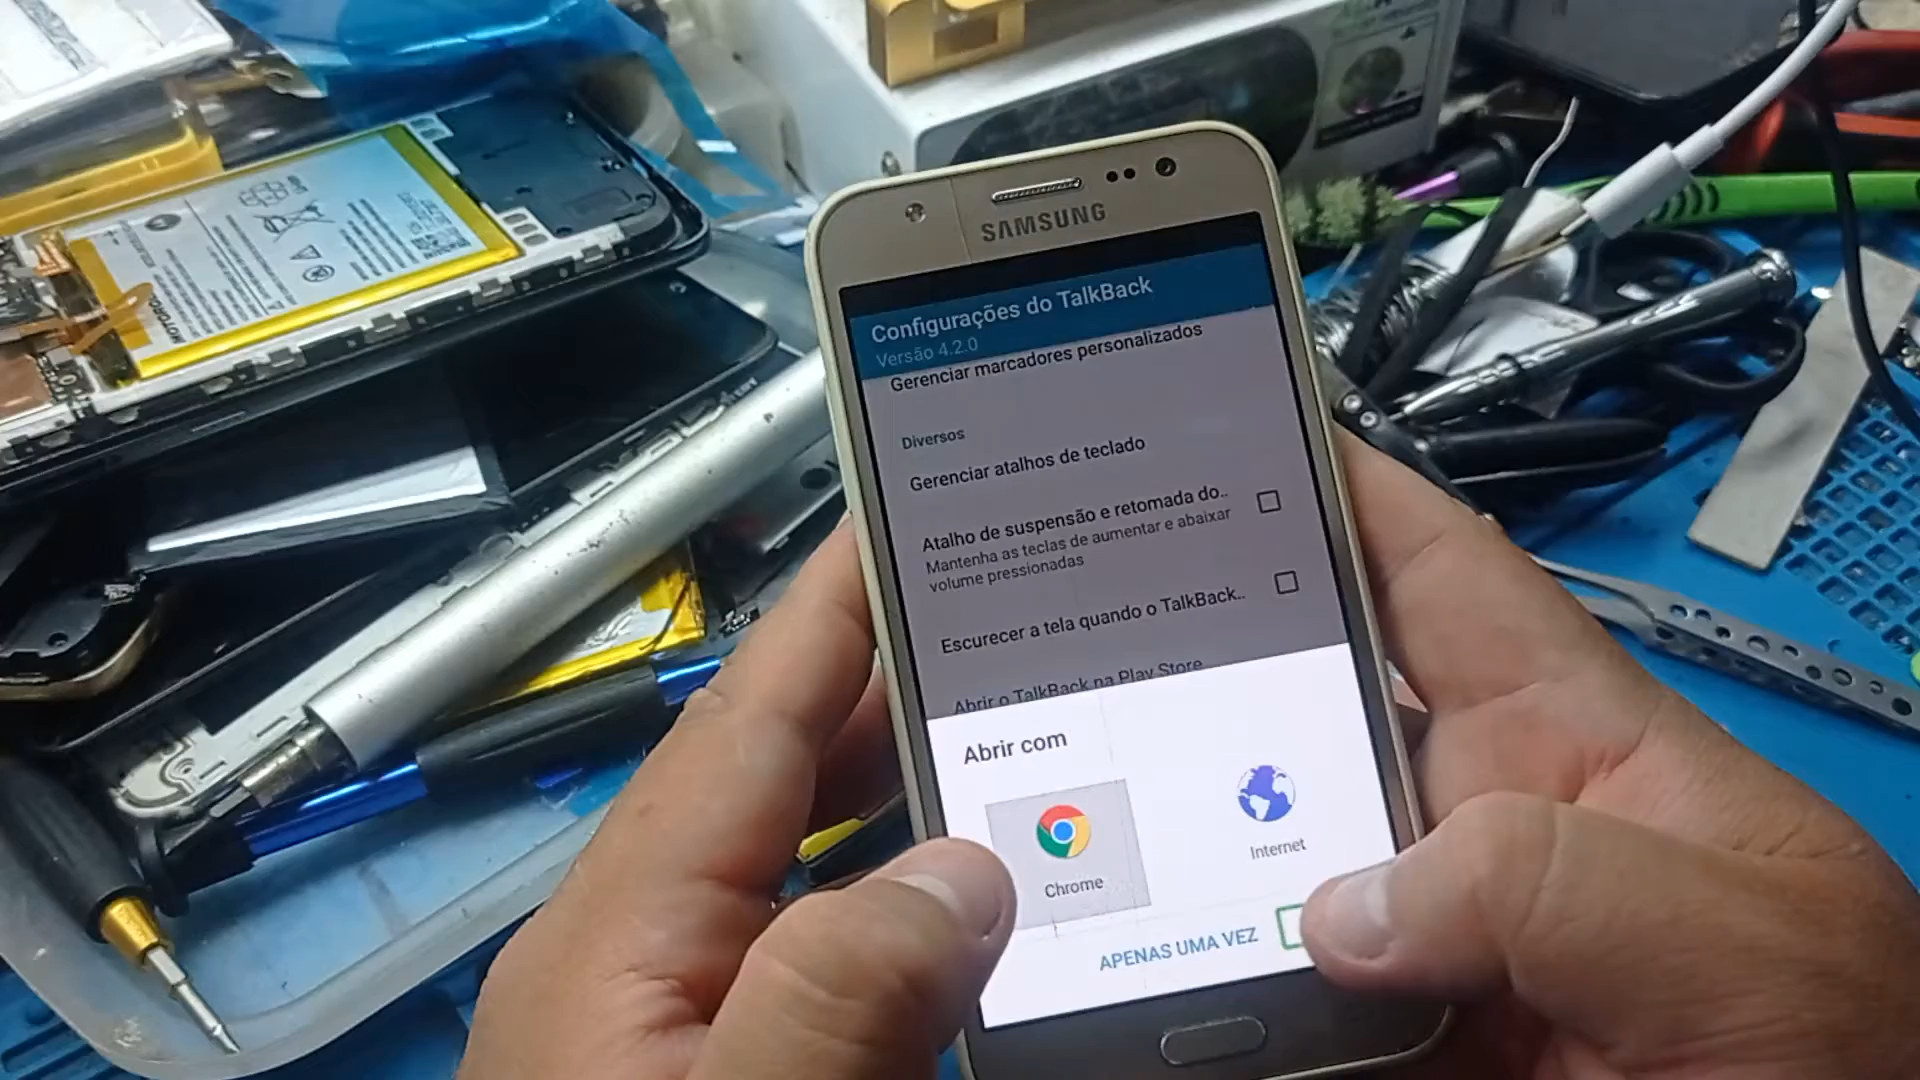 SAMSUNG
Configurações do TalkBack
Versão 4.2.0
Gerenciar marcadores personalizados
Diversos
Gerenciar atalhos de teclado
Atalho de suspensão e retomada do..
Mantenha as teclas de aumentar e abaixar
volume pressionadas
Escurecer a tela quando o TalkBack..
Abrir o TalkBack na Play Store
Abrir com
Chrome
Internet
APENAS UMA VEZ